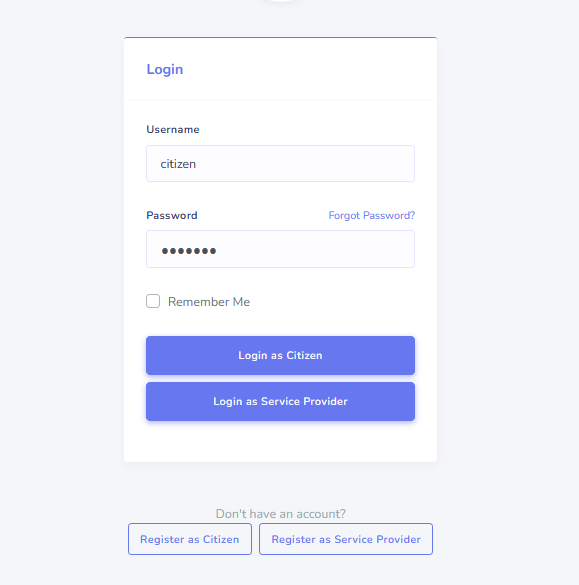 Login
Username
citizen
Password Forgot Password?
Remember Me
Login as Citizen
Login as Service Provider
Don't have an account?
Register as Citizen Register as Service Provider